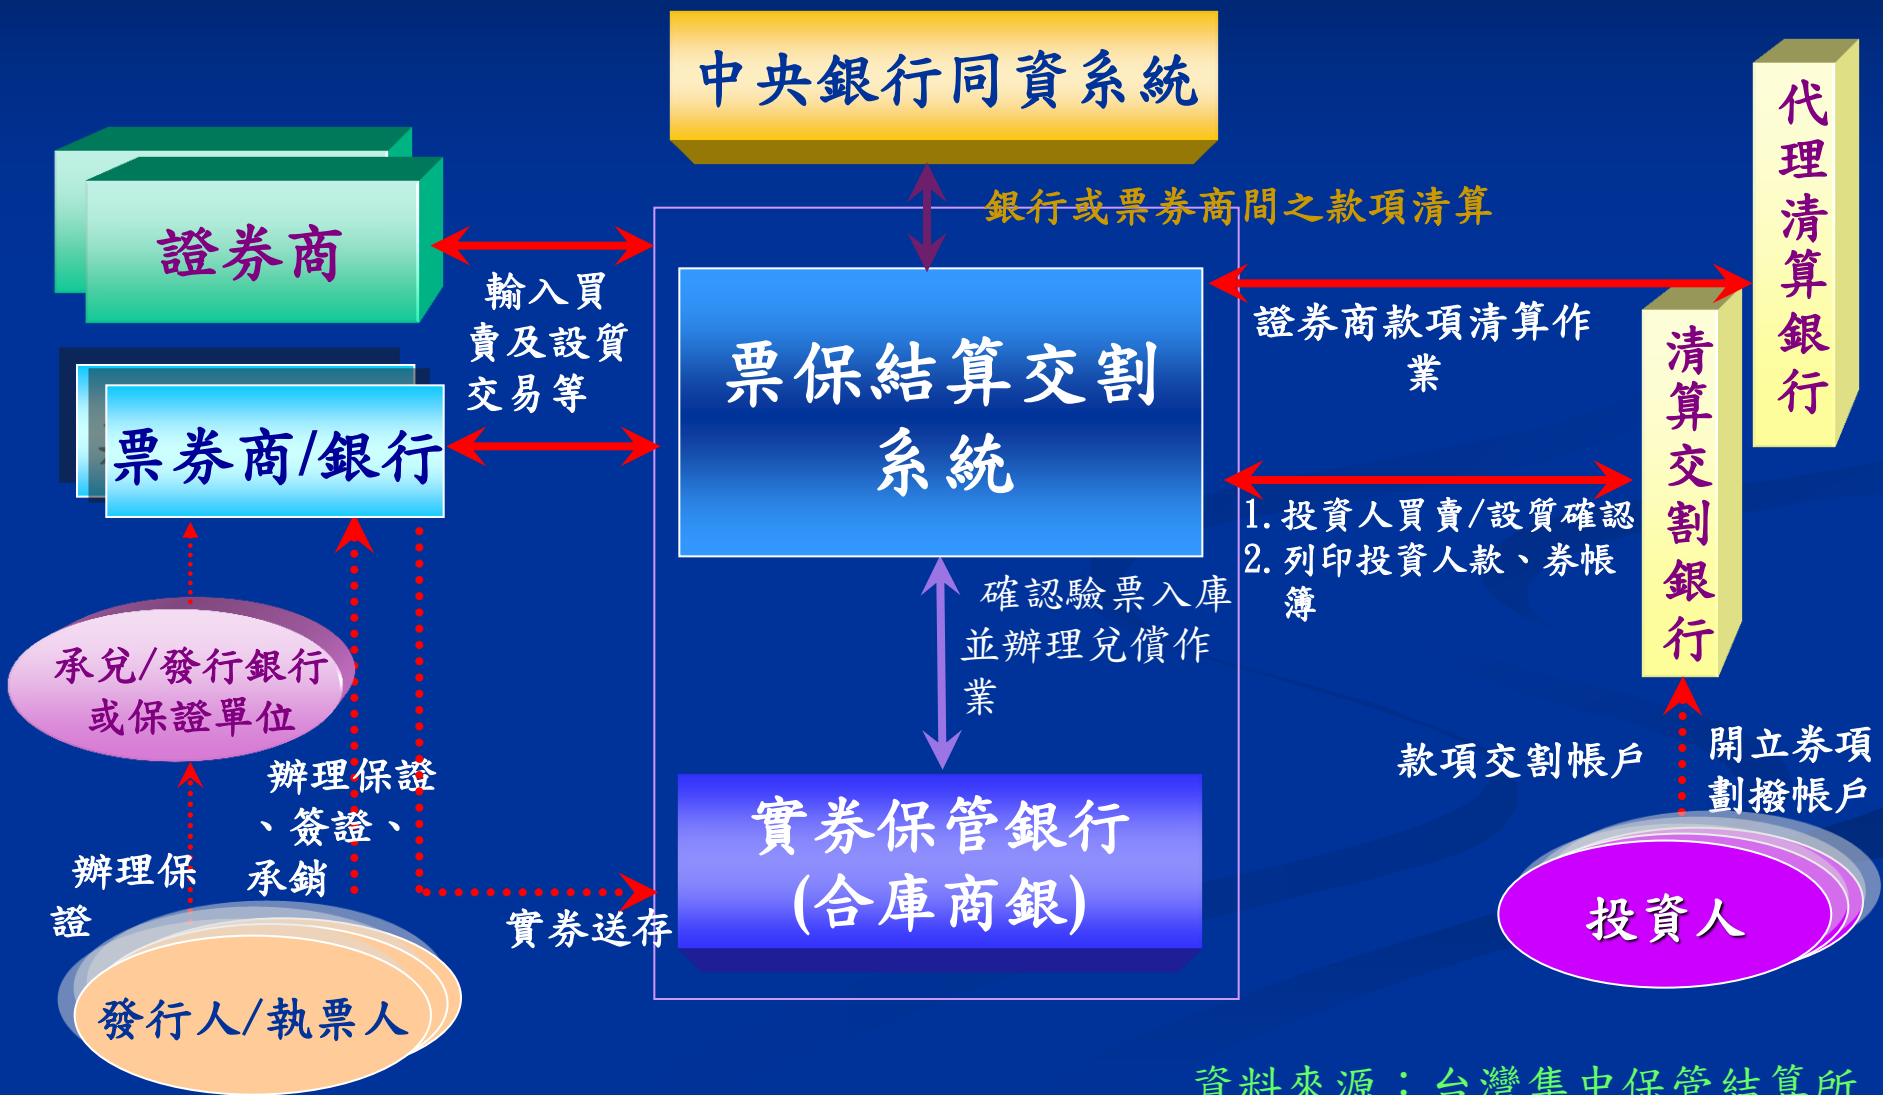 中央銀行同資系統
代理清算銀行
銀行或票券商間之款項清算
證券商
輸入買
賣及設質
交易等
票保結算交割
系統
證券商款項清算作
業
清算交割銀行
票券商/銀行
1. 投資人買賣/設質確認
2. 列印投資人款、券帳
簿
確認驗票入庫
並辦理兌償作
業
承兌/發行銀行
或保證單位
辦理保證
、簽證、
承銷
辦理保
證
實券送存
實券保管銀行
(合庫商銀)
款項交割帳戶
開立券項
劃撥帳戶
投資人
發行人/執票人
資料來源：台灣集中保管結算所